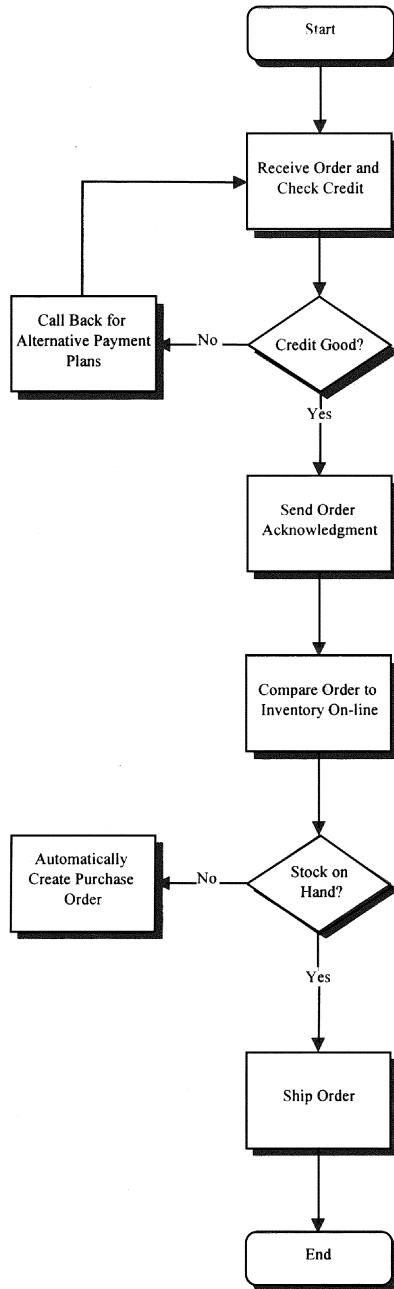 Start
Receive Order and
Check Credit
Call Back for
Alternative Payment
Plans
No
Credit Good?
Yes
Send Order
Acknowledgment
Compare Order to
Inventory On-line
Automatically
Create Purchase
Order
No
Stock on
Hand?
Yes
Ship Order
End